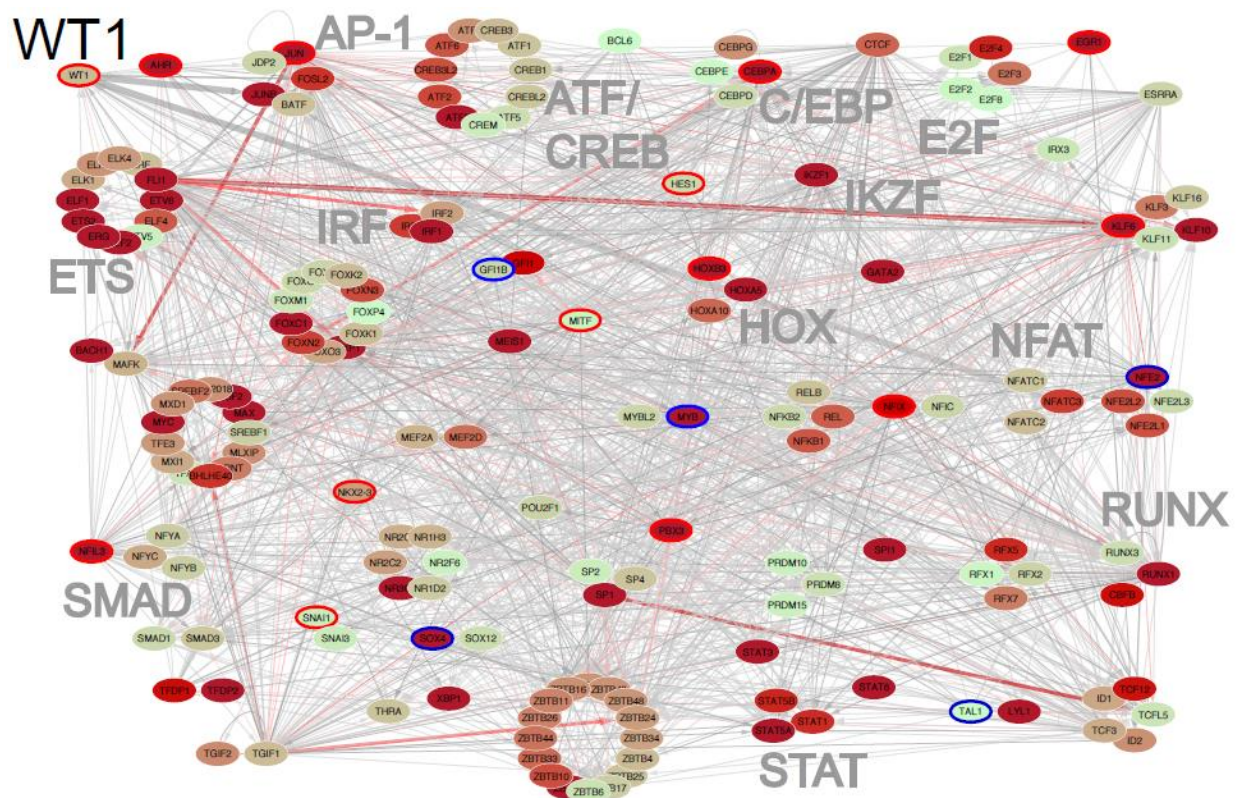 WT1
AP-1
ATF/
CREB
C/EBP
E2F
ETS
IRF
IKZF
HOX
NFAT
RUNX
SMAD
STAT
WT1
AHR
JDP2
JUN
FOSL2
JUNB
BATF
ATF6
CREB3
ATF1
CREB3L2
CREB1
ATF2
CREBL2
ATF5
CREM
BCL6
CEBPG
CEBPE
CEBPA
CEBPD
CTCF
E2F1
E2F4
E2F3
E2F2
E2F8
EGR1
ESRRA
IRX3
ELK4
ELK1
FLI1
ELF1
ETV6
ETS2
ELF4
ERG
IRF2
IRF1
HES1
IKZF1
KLF3
KLF16
KLF6
KLF10
KLF11
GFI1B
HOXB3
HOXA5
HOXA10
GATA2
FOXK2
FOXN3
FOXM1
FOXP4
FOXC1
FOXK1
FOXN2
FOXO3
MITF
MEIS1
BACH1
MAFK
SREBF2
MXD1
MAX
MYC
SREBF1
TFE3
MLXIP
MXI1
BHLHE40
MEF2A
MEF2D
MYBL2
MYB
RELB
NFKB2
REL
NFKB1
NFIX
NFIC
NFATC1
NFATC3
NFATC2
NFE2
NFE2L2
NFE2L3
NFE2L1
NKX2-3
POU2F1
PBX3
NFIL3
NFYA
NFYC
NFYB
NR1H3
NR2C2
NR2F6
NR1D2
SP2
SP4
SP1
PRDM10
PRDM8
PRDM15
SPI1
RFX5
RFX1
RFX2
RFX7
RUNX3
RUNX1
CBFB
SMAD1
SMAD3
SNAI1
SNAI3
SOX4
SOX12
TFDP1
TFDP2
THRA
XBP1
TGIF2
TGIF1
ZBTB16
ZBTB11
ZBTB48
ZBTB26
ZBTB24
ZBTB44
ZBTB34
ZBTB33
ZBTB4
ZBTB10
ZBTB25
ZBTB6
STAT3
STAT6
STAT5B
STAT1
STAT5A
TAL1
LYL1
ID1
TCF12
TCFL5
TCF3
ID2